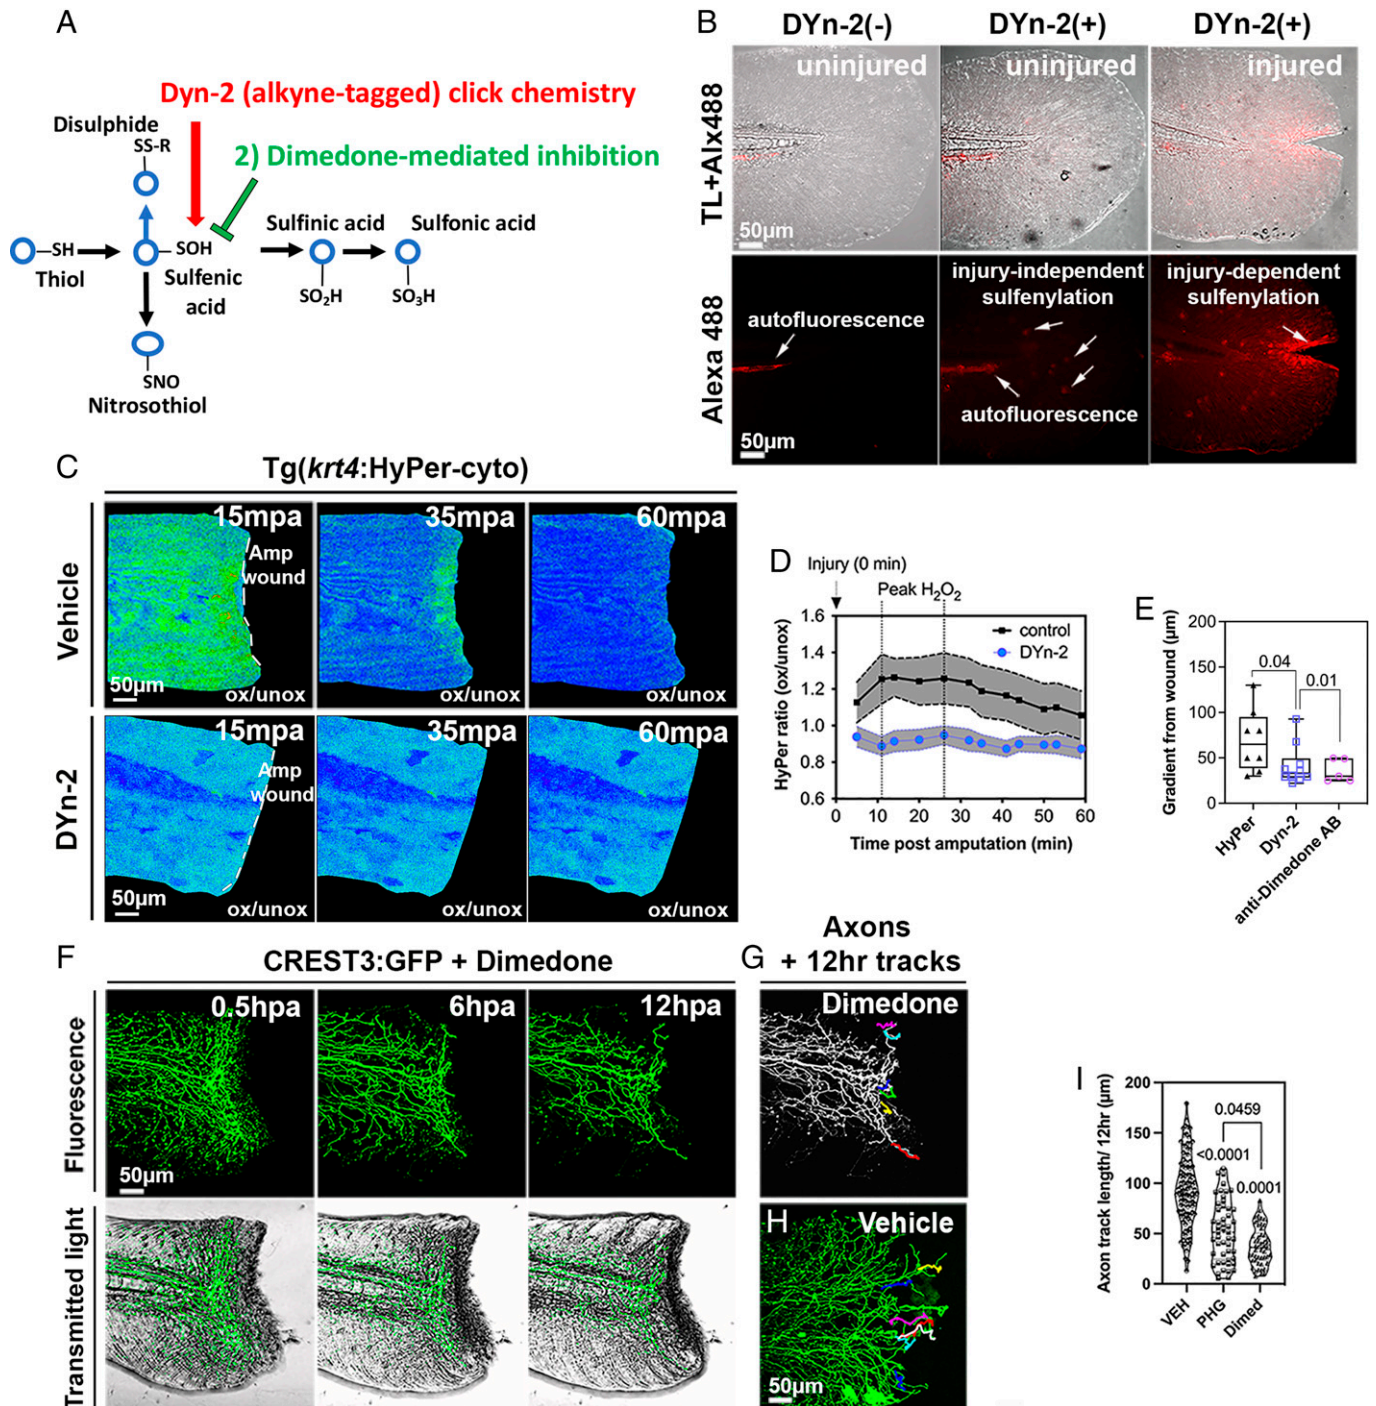 A
Dyn-2 (alkyne-tagged) click chemistry
Disulphide
SS-R
2) Dimedone-mediated inhibition
SH
Thiol
SOH
Sulfenic
acid
Sulfinic acid
SO2H
Sulfonic acid
SO3H
SNO
Nitrosothiol
B
DYn-2(-)
DYn-2(+)
DYn-2(+)
TL+Alx488
uninjured
uninjured
injured
50µm
Alexa 488
autofluorescence
injury-independent
sulfenylation
autofluorescence
injury-dependent
sulfenylation
50µm
C
Tg(krt4:HyPer-cyto)
Vehicle
15mpa
Amp
wound
50µm
ox/unox
35mpa
ox/unox
60mpa
ox/unox
DYn-2
15mpa
Amp
wound
50µm
ox/unox
35mpa
ox/unox
60mpa
ox/unox
D
Injury (0 min)
Peak H2O2
control
DYn-2
HyPer ratio (ox/unox)
1.6
1.4
1.2
1.0
0.8
0.6
0 10 20 30 40 50 60
Time post amputation (min)
E
Gradient from wound (µm)
200
150
100
50
0
0.04
0.01
HyPer
Dyn-2
anti-Dimedone AB
F
CREST3:GFP + Dimedone
Fluorescence
0.5hpa
6hpa
12hpa
50µm
Transmitted light
G
Axons
+ 12hr tracks
Dimedone
H
Vehicle
50µm
I
Axon track length/ 12hr (µm)
200
150
100
50
0
0.0459
<0.0001
0.0001
VEH
PHG
Dimed